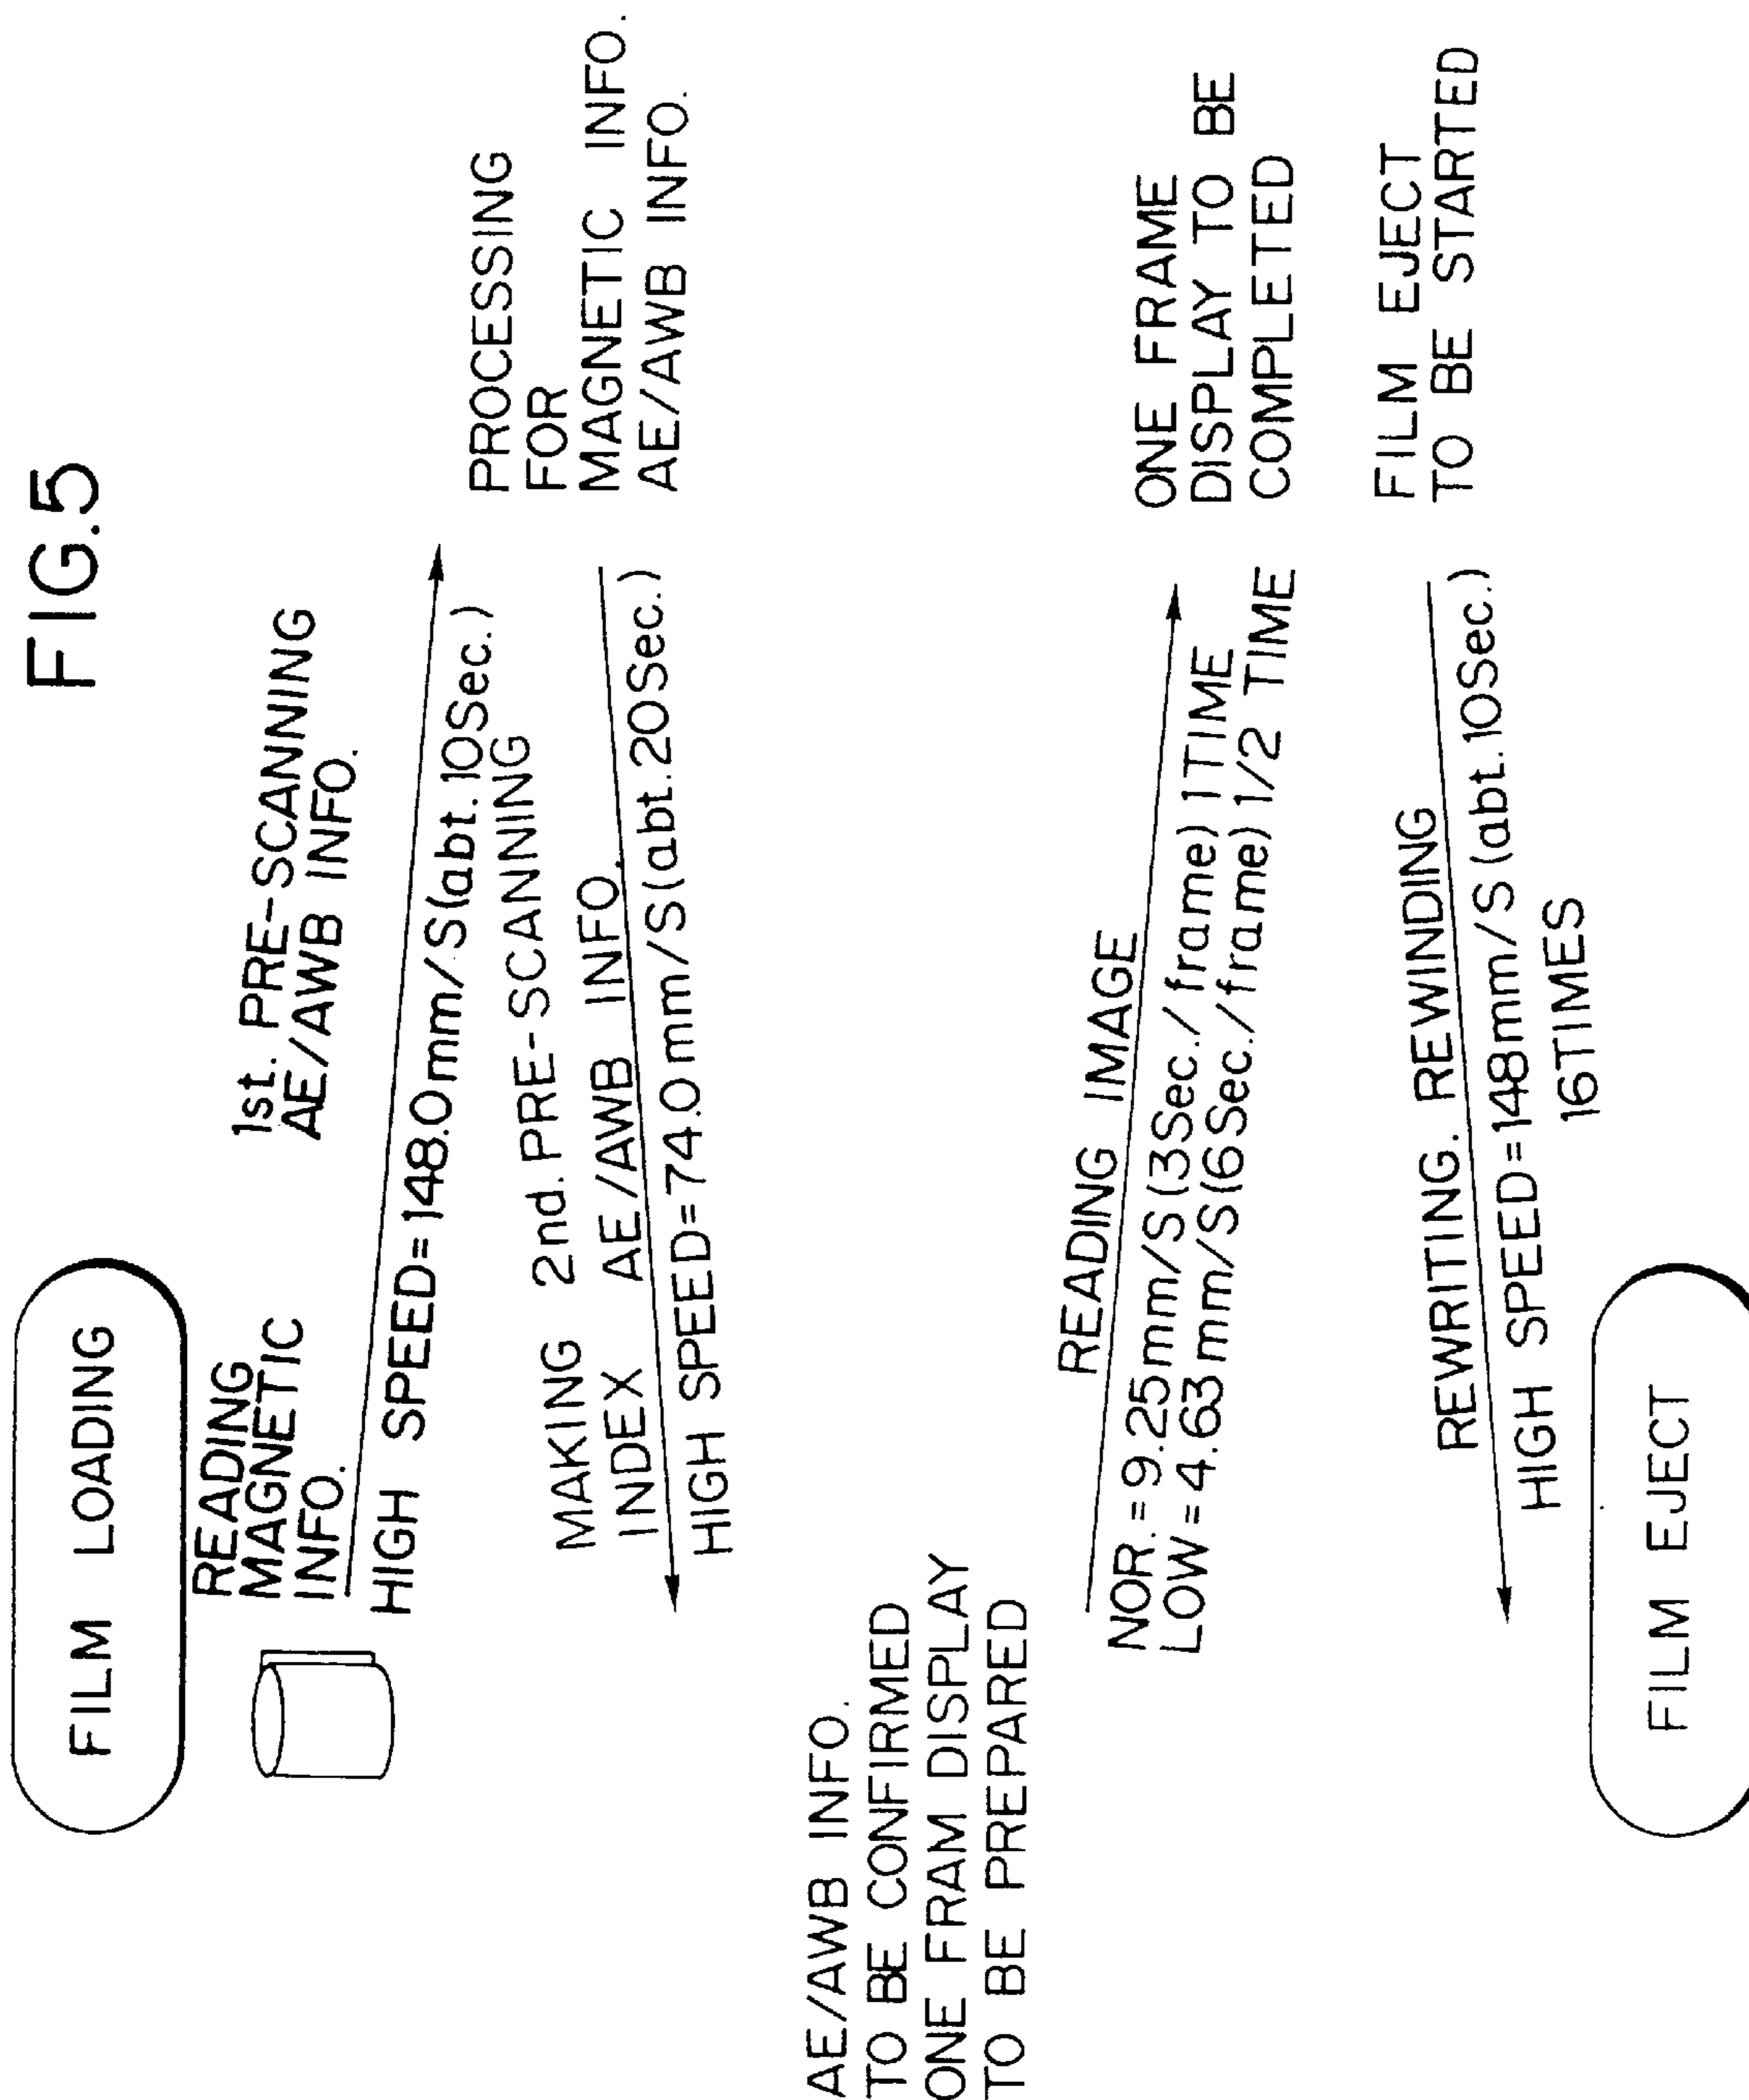 FIG.5
FILM LOADING
READING
MAGNETIC
INFO.
1st. PRE-SCANNING
AE/AWB INFO.
HIGH SPEED=148.0mm/S(abt.10Sec.)
PROCESSING
FOR
MAGNETIC INFO.
AE/AWB INFO.
MAKING 2nd.PRE-SCANNING
INDEX AE/AWB INFO.
HIGH SPEED=74.0mm/S(abt.20Sec.)
AE/AWB INFO.
TO BE CONFIRMED
ONE FRAM DISPLAY
TO BE PREPARED
READING IMAGE
NOR.=9.25mm/S(3Sec./frame) 1TIME
LOW=4.63mm/S(6Sec./frame) 1/2 TIME
ONE FRAME
DISPLAY TO BE
COMPLETED
FILM EJECT
TO BE STARTED
REWRITING. REWINDING
HIGH SPEED=148mm/S(abt.10Sec.)
16TIMES
FILM EJECT